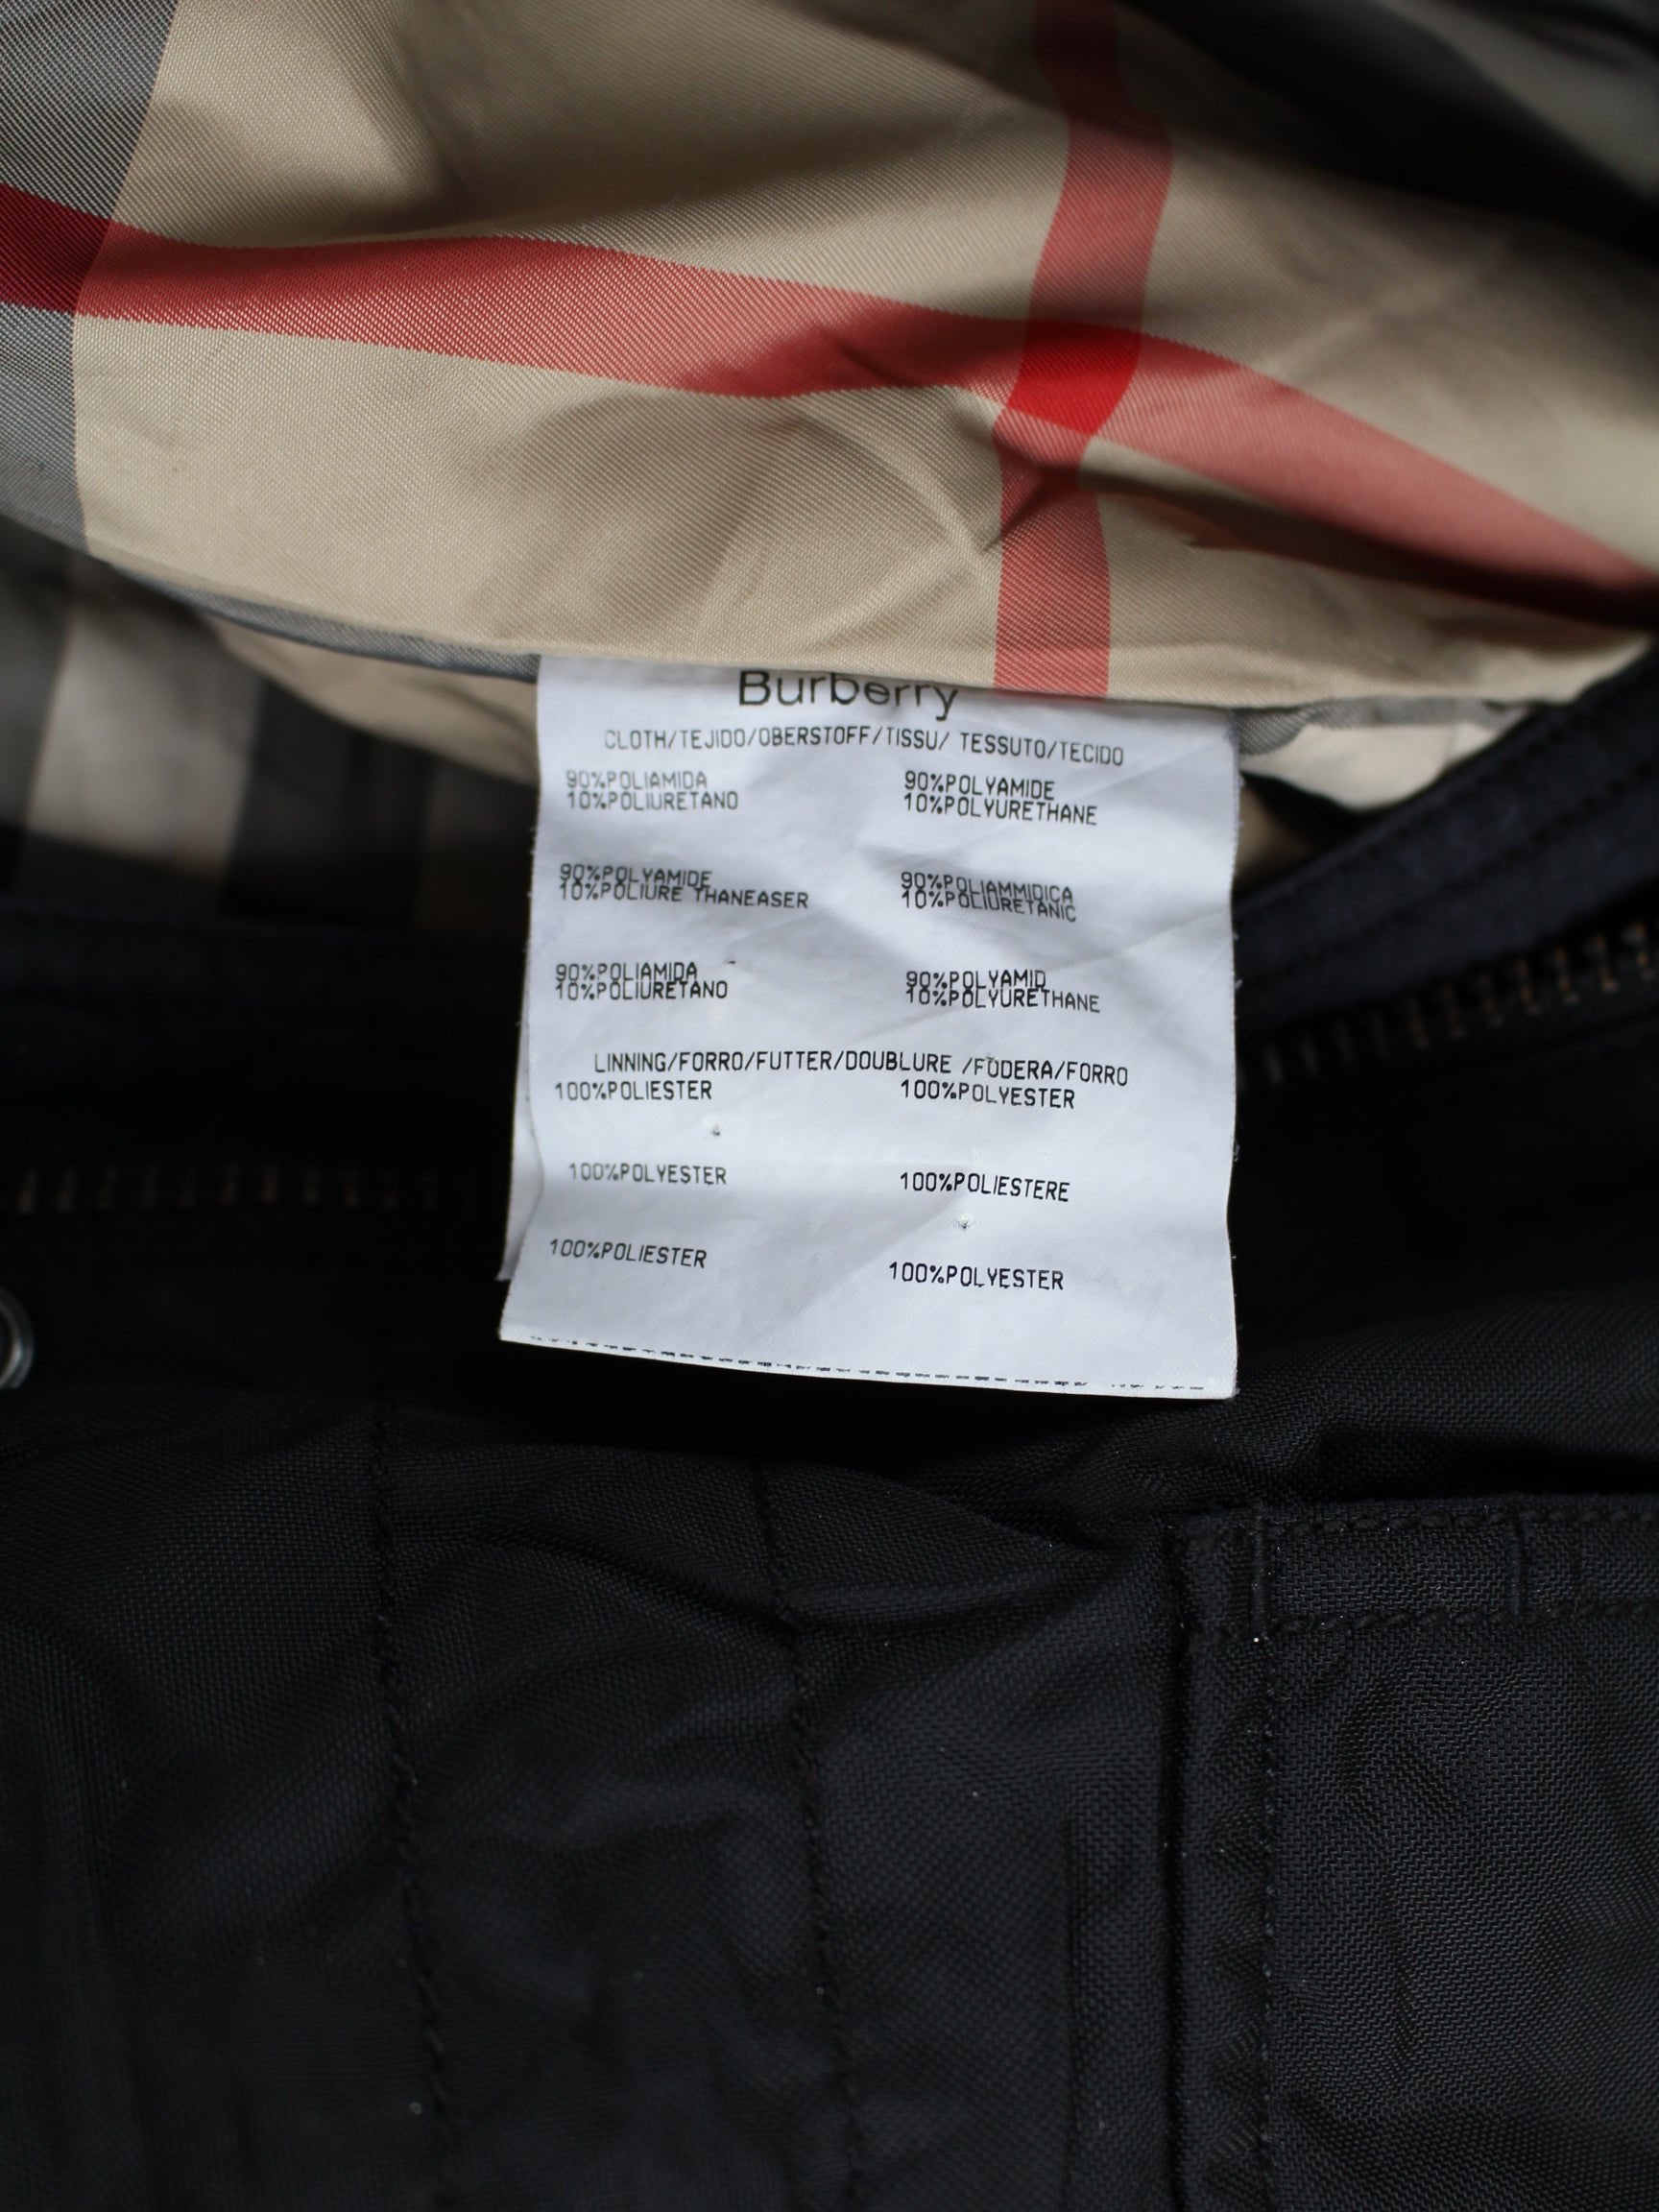 Burberry
CLOTH/TEJIDO/OBERSTOFF/TISSU/ TESSUTO/TECIDO
90%POLIAMIDA 90%POLYAMIDE
10%POLIURETANO 10%POLYURETHANE
90%POLYAMIDE 90%POLIAMMIDICA
10%POLIURE THANEASER 10%POLIURETANIC
90%POLIAMIDA 90%POLYAMID
10%POLIURETANO 10%POLYURETHANE
LINNING/FORRO/FUTTER/DOUBLURE /FODERA/FORRO
100%POLIESTER 100%POLYESTER
100%POLYESTER 100%POLIESTERE
100%POLIESTER 100%POLYESTER